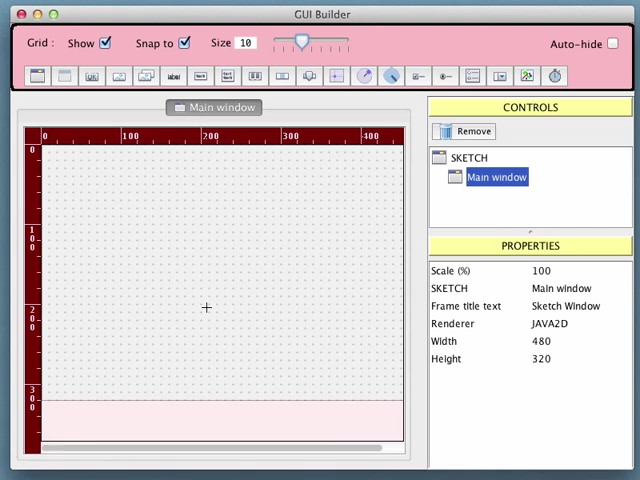 GUI Builder
Grid : Show Snap to Size 10 Auto-hide
label
Main window
0 100 200 300 400
0
100
200
300
CONTROLS
Remove
SKETCH
Main window
PROPERTIES
Scale (%) 100
SKETCH Main window
Frame title text Sketch Window
Renderer JAVA2D
Width 480
Height 320